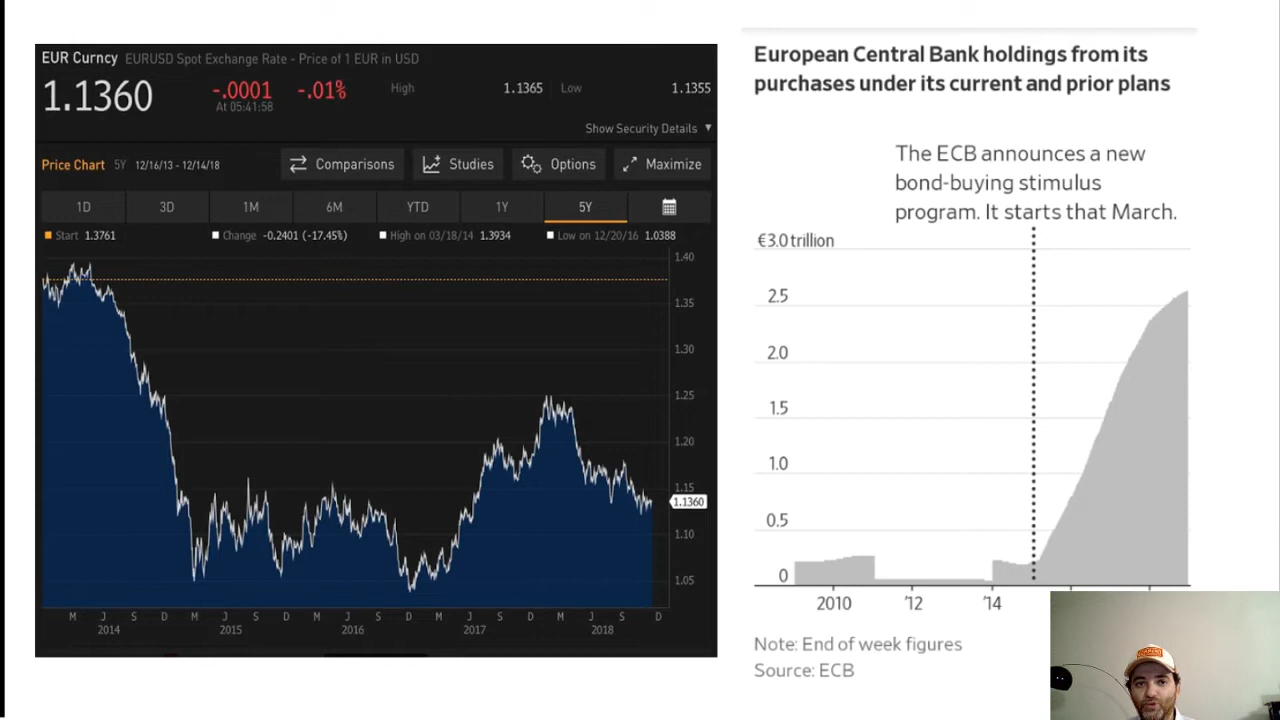 EUR Curncy EURUSD Spot Exchange Rate - Price of 1 EUR in USD
1.1360 -.0001 -.01% High 1.1365 Low 1.1355
At 05:41:58
Show Security Details ▼
Price Chart 5Y 12/16/13 - 12/14/18 Comparisons Studies Options Maximize
1D 3D 1M 6M YTD 1Y 5Y
Start 1.3761 Change -0.2401 (-17.45%) High on 03/18/14 1.3934 Low on 12/20/16 1.0388
1.40
1.35
1.30
1.25
1.20
1.15
1.1360
1.10
1.05
M J S D M J S D M J S D M J S D M J S D
2014 2015 2016 2017 2018
European Central Bank holdings from its
purchases under its current and prior plans
The ECB announces a new
bond-buying stimulus
program. It starts that March.
€3.0 trillion
2.5
2.0
1.5
1.0
0.5
0
2010 '12 '14
Note: End of week figures
Source: ECB